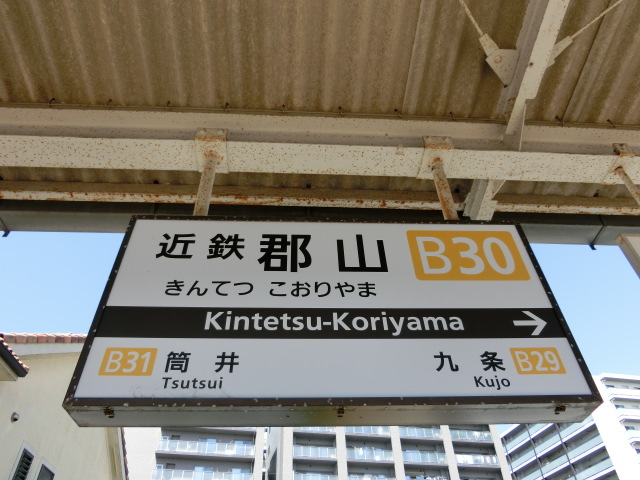 近鉄 郡山 B30
きんてつ こおりやま
Kintetsu-Koriyama →
B31 筒井 九条 B29
Tsutsui Kujo